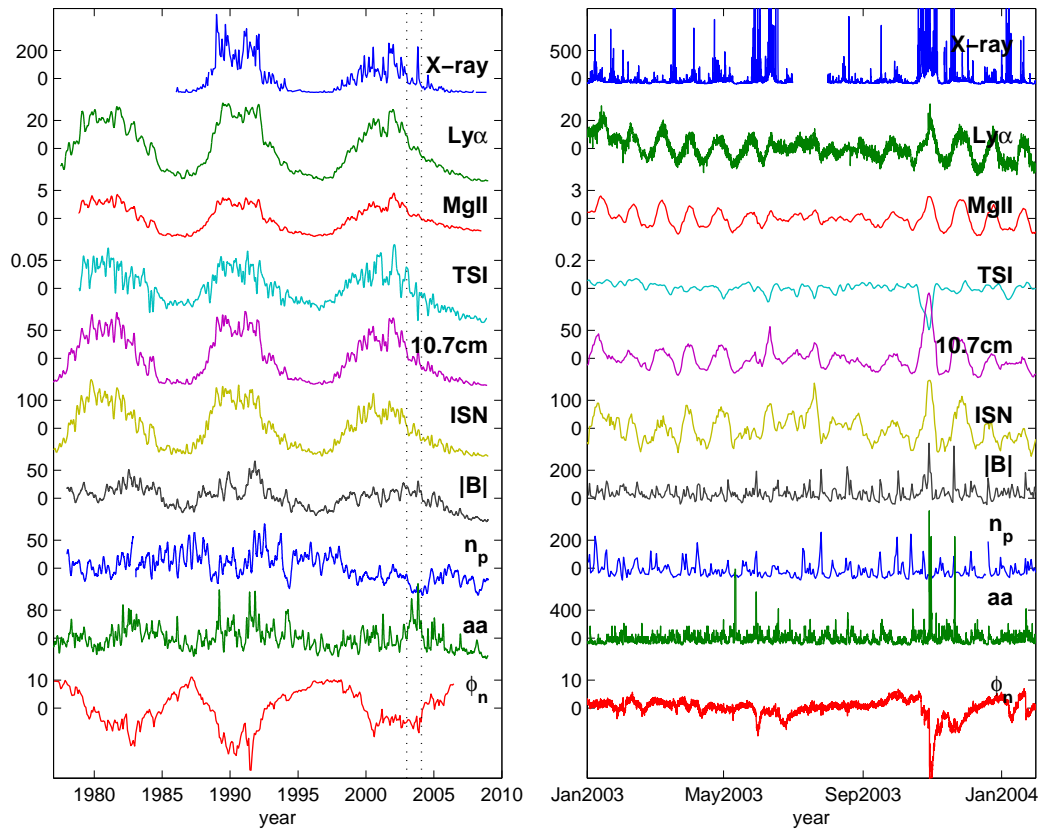 200
0
X−ray
20
0
Lyα
5
0
MgII
0.05
0
TSI
50
0
10.7cm
100
0
ISN
50
0
|B|
50
0
n_p
80
0
aa
10
0
ϕ_n
1980 1985 1990 1995 2000 2005 2010
year
500
0
X−ray
20
0
Lyα
3
0
MgII
0.2
0
TSI
50
0
10.7cm
100
0
ISN
200
0
|B|
200
0
n_p
400
0
aa
10
0
ϕ_n
Jan2003 May2003 Sep2003 Jan2004
year